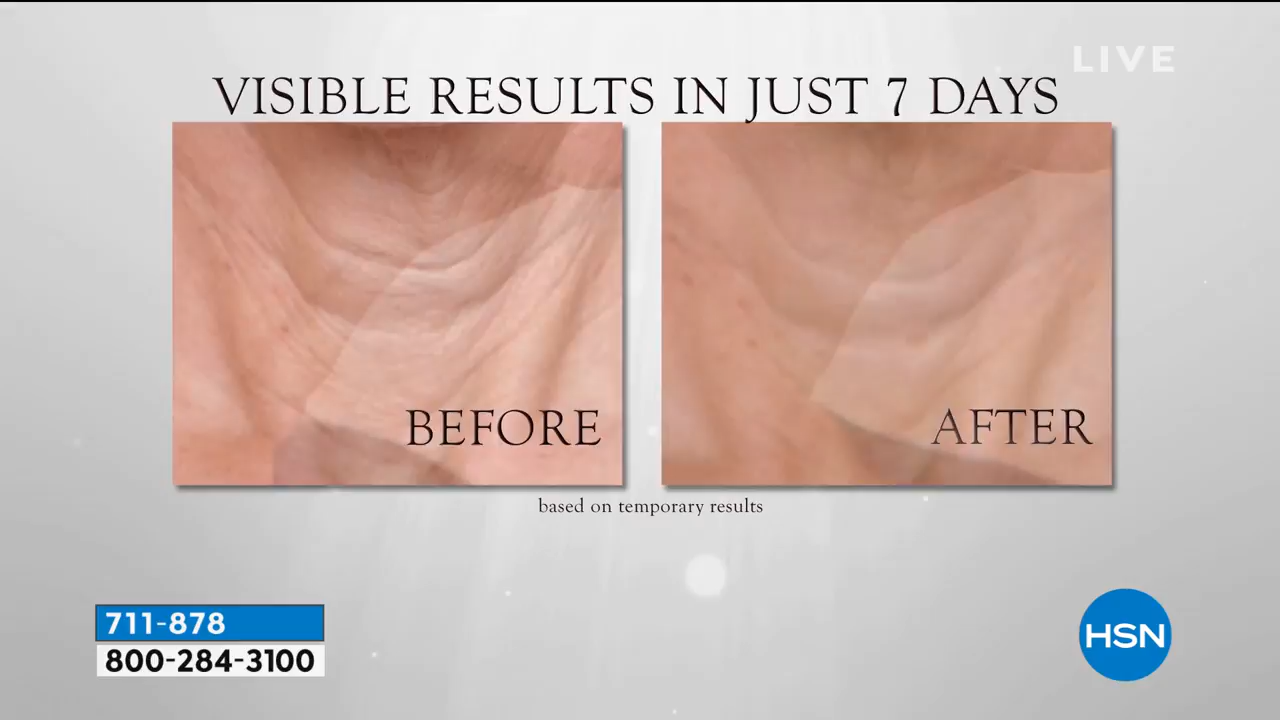 LIVE
VISIBLE RESULTS IN JUST 7 DAYS
BEFORE
AFTER
based on temporary results
711-878
800-284-3100
HSN